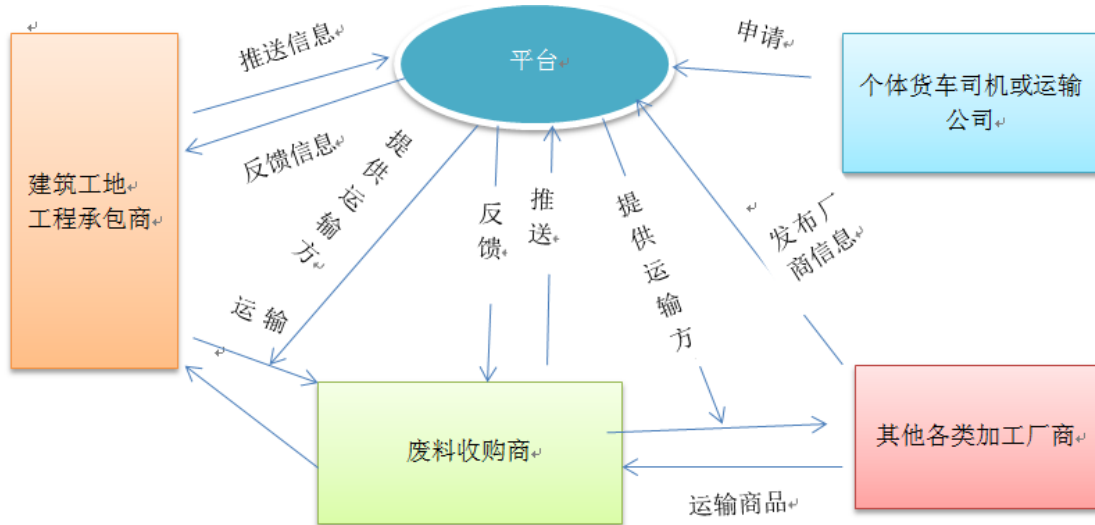 推送信息
平台
申请
个体货车司机或运输
公司
反馈信息
提供运输方
建筑工地
工程承包商
反馈
推送
提供运输方
发布厂
商信息
运输
废料收购商
其他各类加工厂商
运输商品